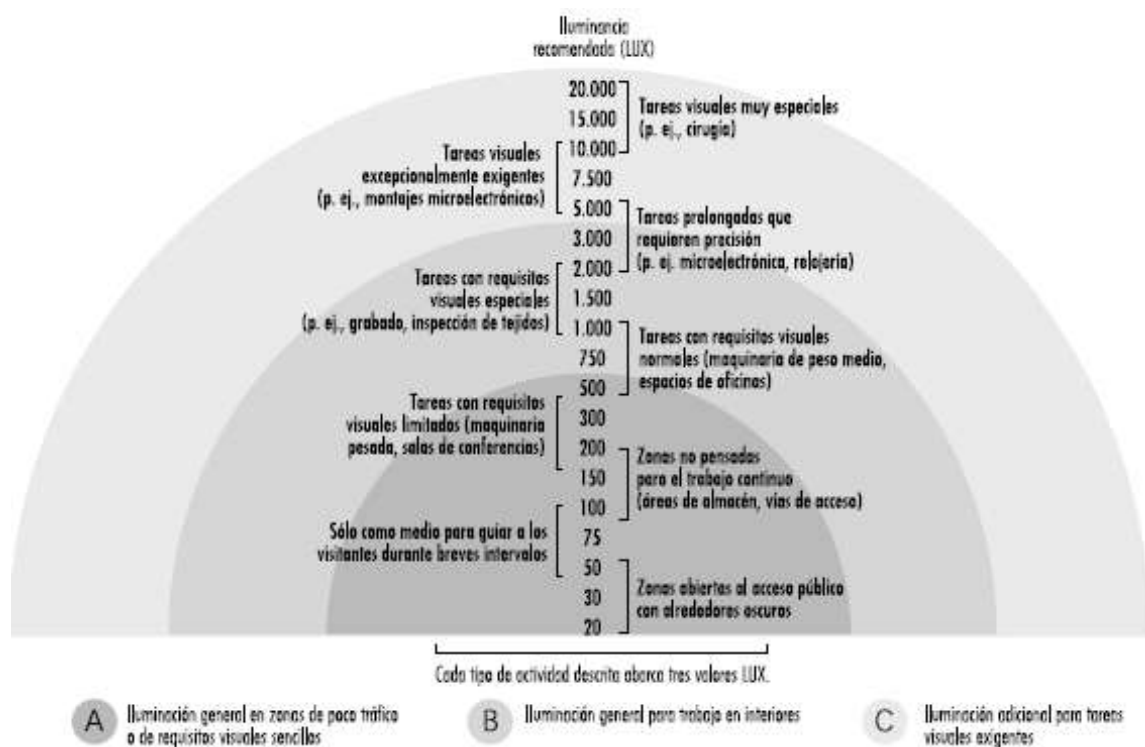 Iluminancia
recomendada (LUX)
20.000
15.000
10.000
7.500
5.000
3.000
2.000
1.500
1.000
750
500
300
200
150
100
75
50
30
20
Tareas visuales muy especiales
(p. ej., cirugía)
Tareas visuales
excepcionalmente exigentes
(p. ej., montajes microelectrónicos)
Tareas prolongadas que
requieren precisión
(p. ej. microelectrónica, relojería)
Tareas con requisitos
visuales especiales
(p. ej., grabado, inspección de tejidos)
Tareas con requisitos visuales
normales (maquinaria de peso medio,
espacios de oficinas)
Tareas con requisitos
visuales limitados (maquinaria
pesada, salas de conferencias)
Zonas no pensadas
para el trabajo continuo
(áreas de almacén, vías de acceso)
Sólo como medio para guiar a los
visitantes durante breves intervalos
Zonas abiertas al acceso público
con alrededores oscuros
Cada tipo de actividad descrita abarca tres valores LUX.
A
Iluminación general en zonas de poco tráfico
o de requisitos visuales sencillos
B
Iluminación general para trabajo en interiores
C
Iluminación adicional para tareas
visuales exigentes